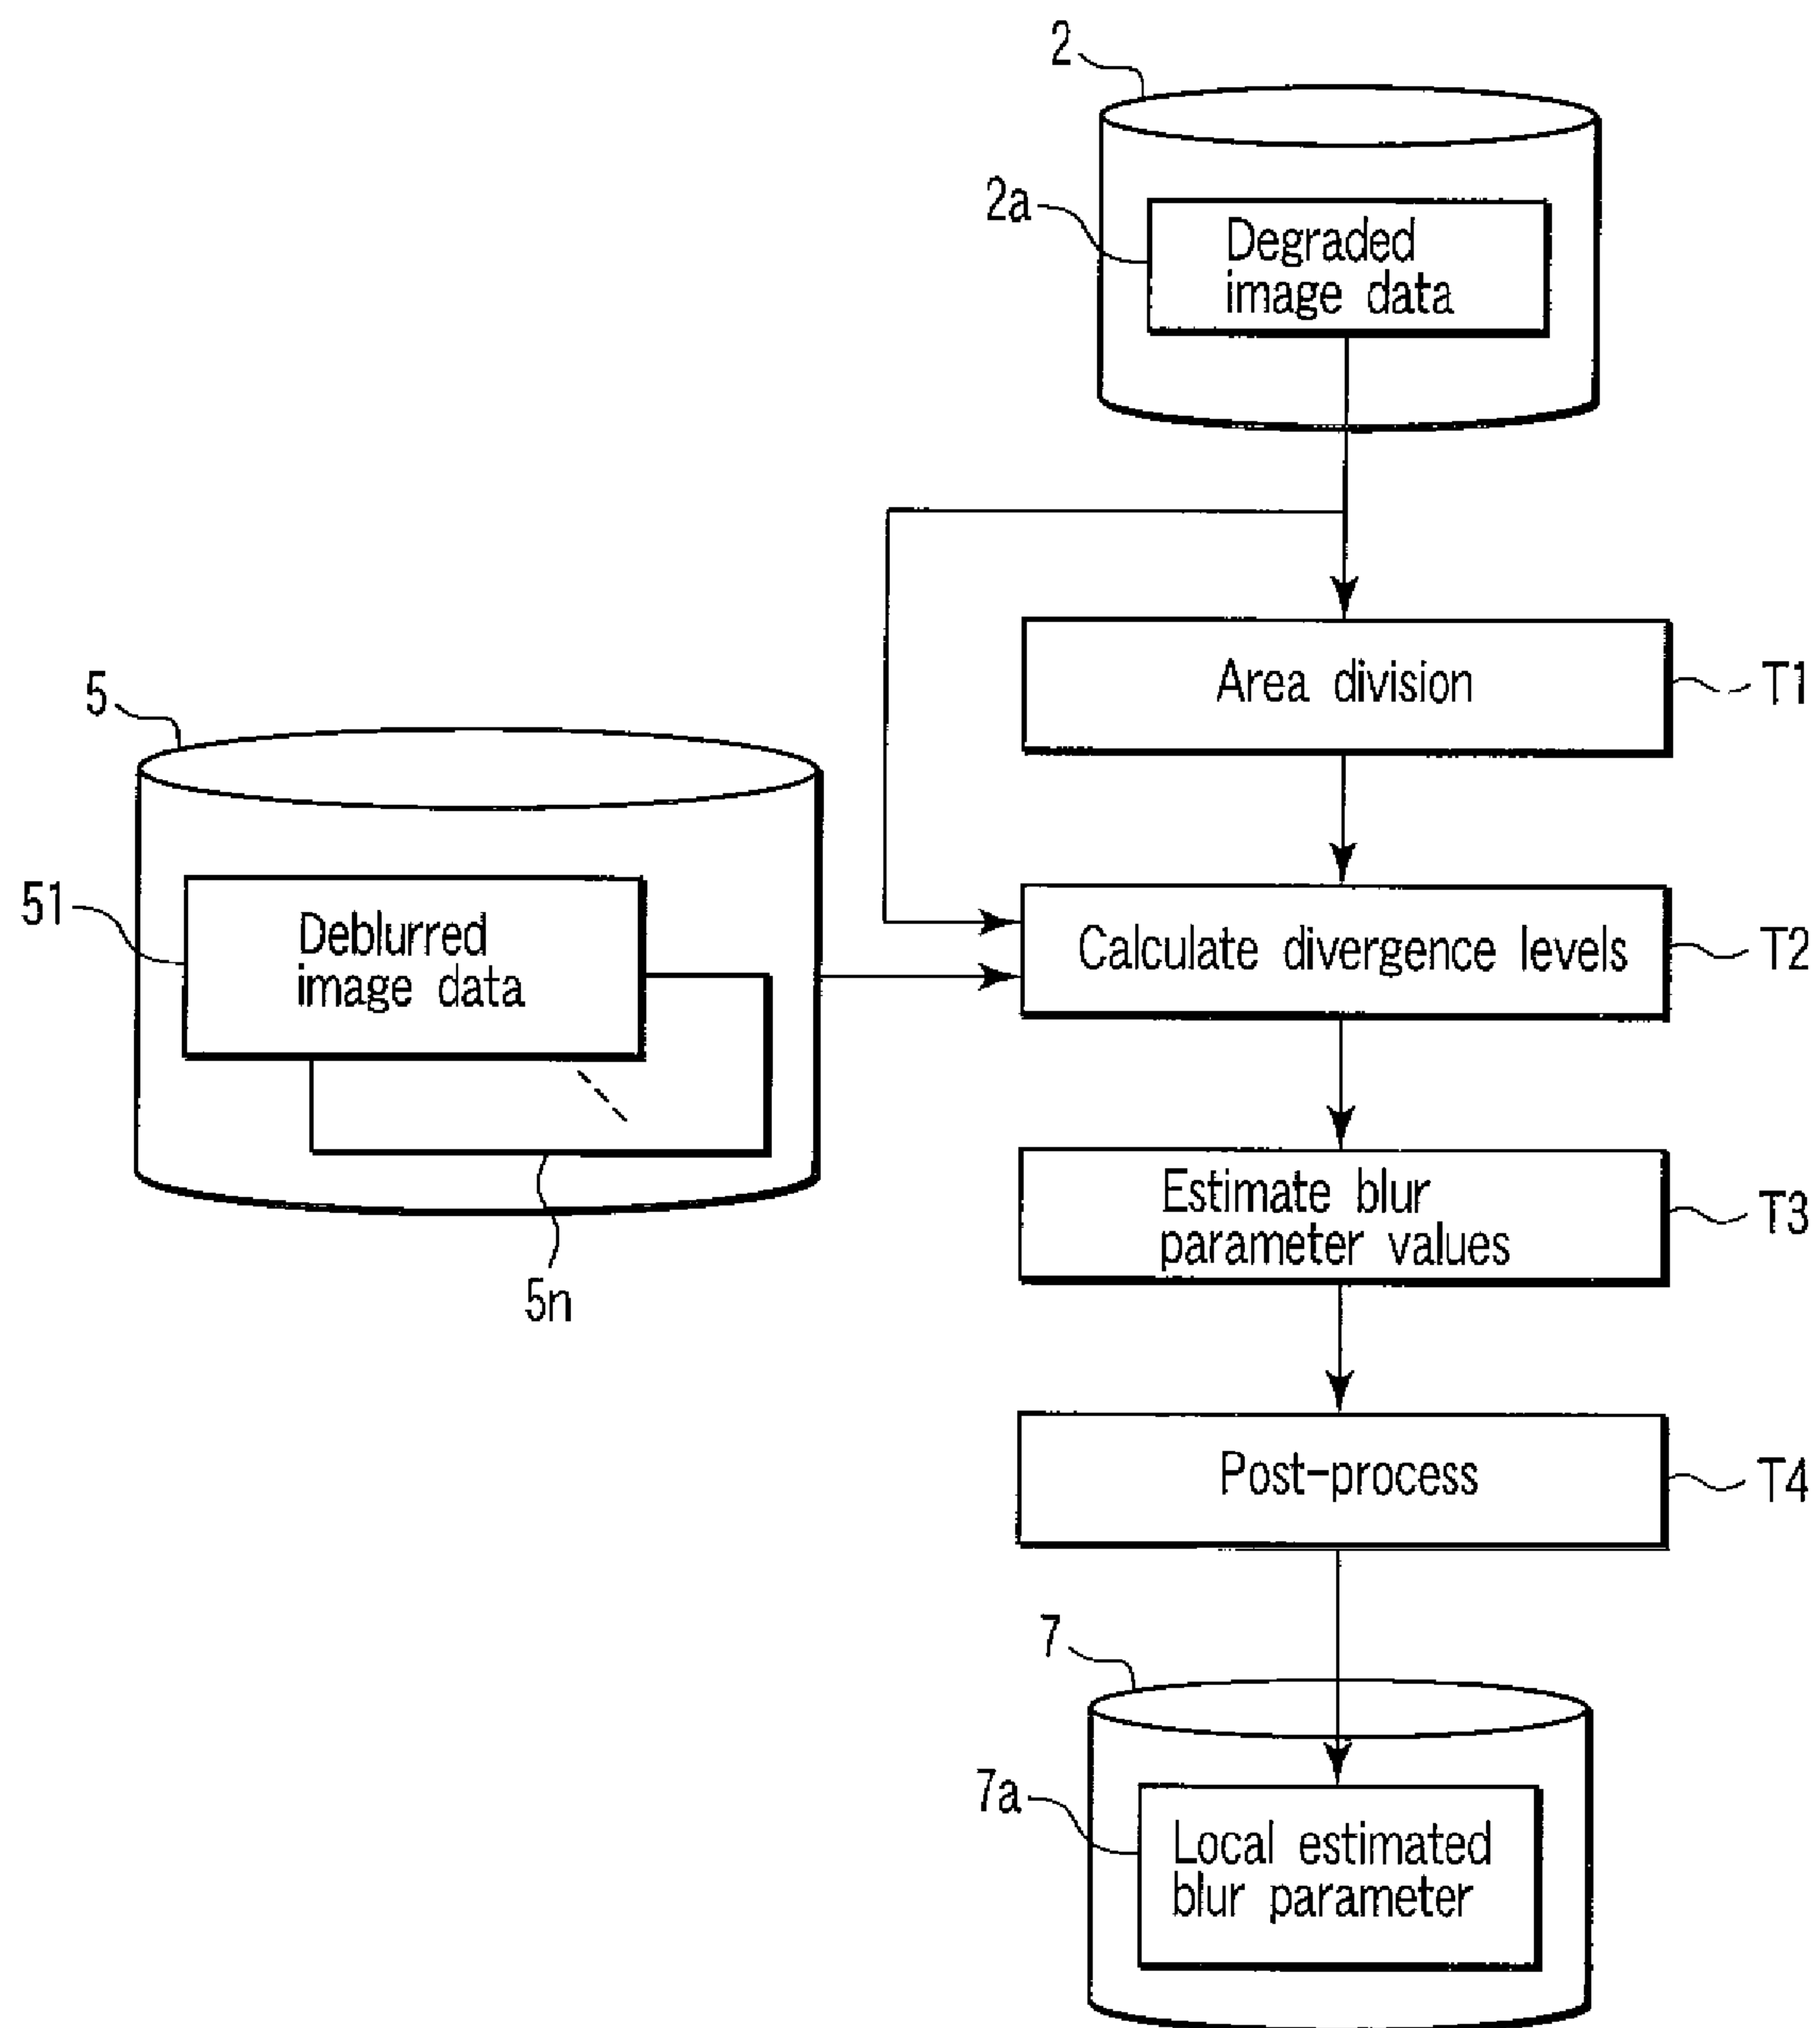 2
2a
Degraded
image data
Area division
T1
5
51
Deblurred
image data
5n
Calculate divergence levels
T2
Estimate blur
parameter values
T3
Post-process
T4
7
7a
Local estimated
blur parameter